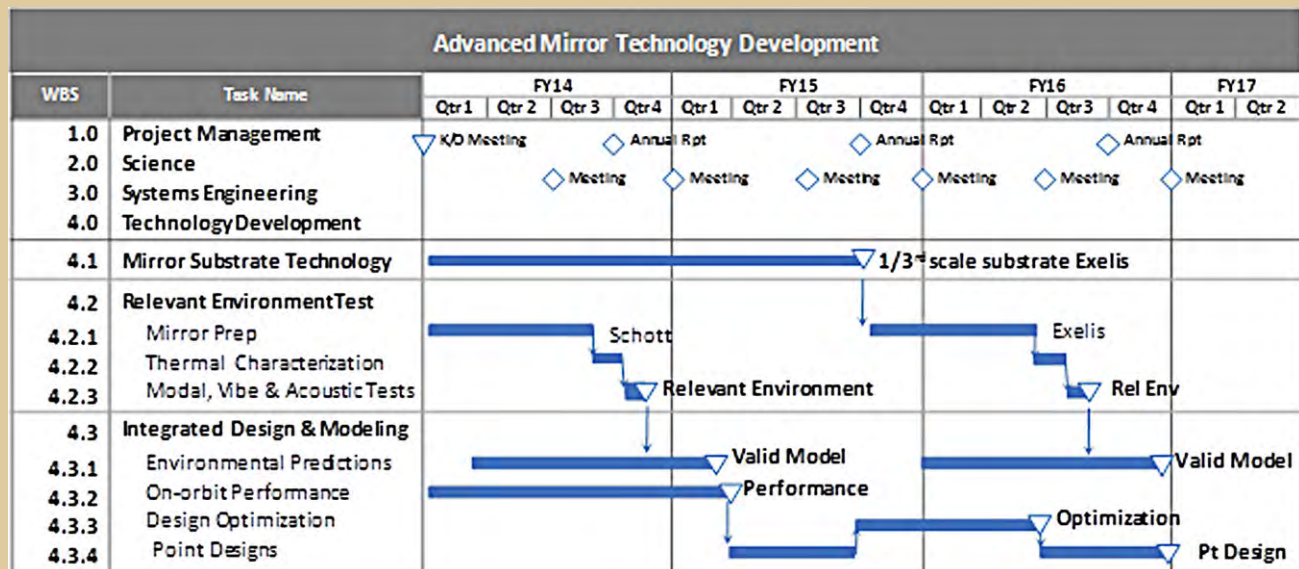 Advanced Mirror Technology Development
WBS Task Name FY14 FY15 FY16 FY17
Qtr 1 Qtr 2 Qtr 3 Qtr 4 Qtr 1 Qtr 2 Qtr 3 Qtr 4 Qtr 1 Qtr 2 Qtr 3 Qtr 4 Qtr 1 Qtr 2
1.0 Project Management K/O Meeting Annual Rpt Annual Rpt Annual Rpt
2.0 Science
Meeting Meeting Meeting Meeting Meeting Meeting
3.0 Systems Engineering
4.0 Technology Development
4.1 Mirror Substrate Technology 1/3rd scale substrate Exelis
4.2 Relevant Environment Test
4.2.1 Mirror Prep Schott Exelis
4.2.2 Thermal Characterization
4.2.3 Modal, Vibe & Acoustic Tests Relevant Environment Rel Env
4.3 Integrated Design & Modeling
4.3.1 Environmental Predictions Valid Model Valid Model
4.3.2 On-orbit Performance Performance
4.3.3 Design Optimization Optimization
4.3.4 Point Designs Pt Design